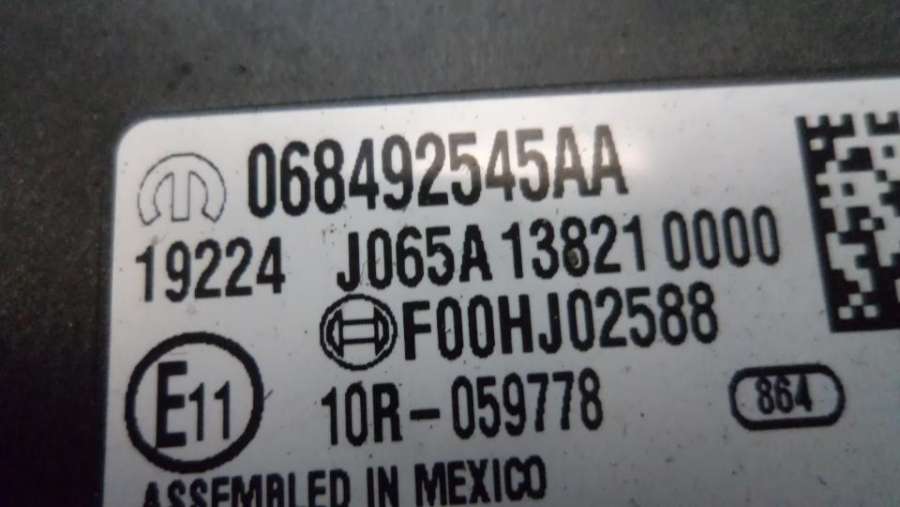 068492545AA
19224 J065A 13821 0000
F00HJ02588
E11 10R-059778 864
ASSEMBLED IN MEXICO